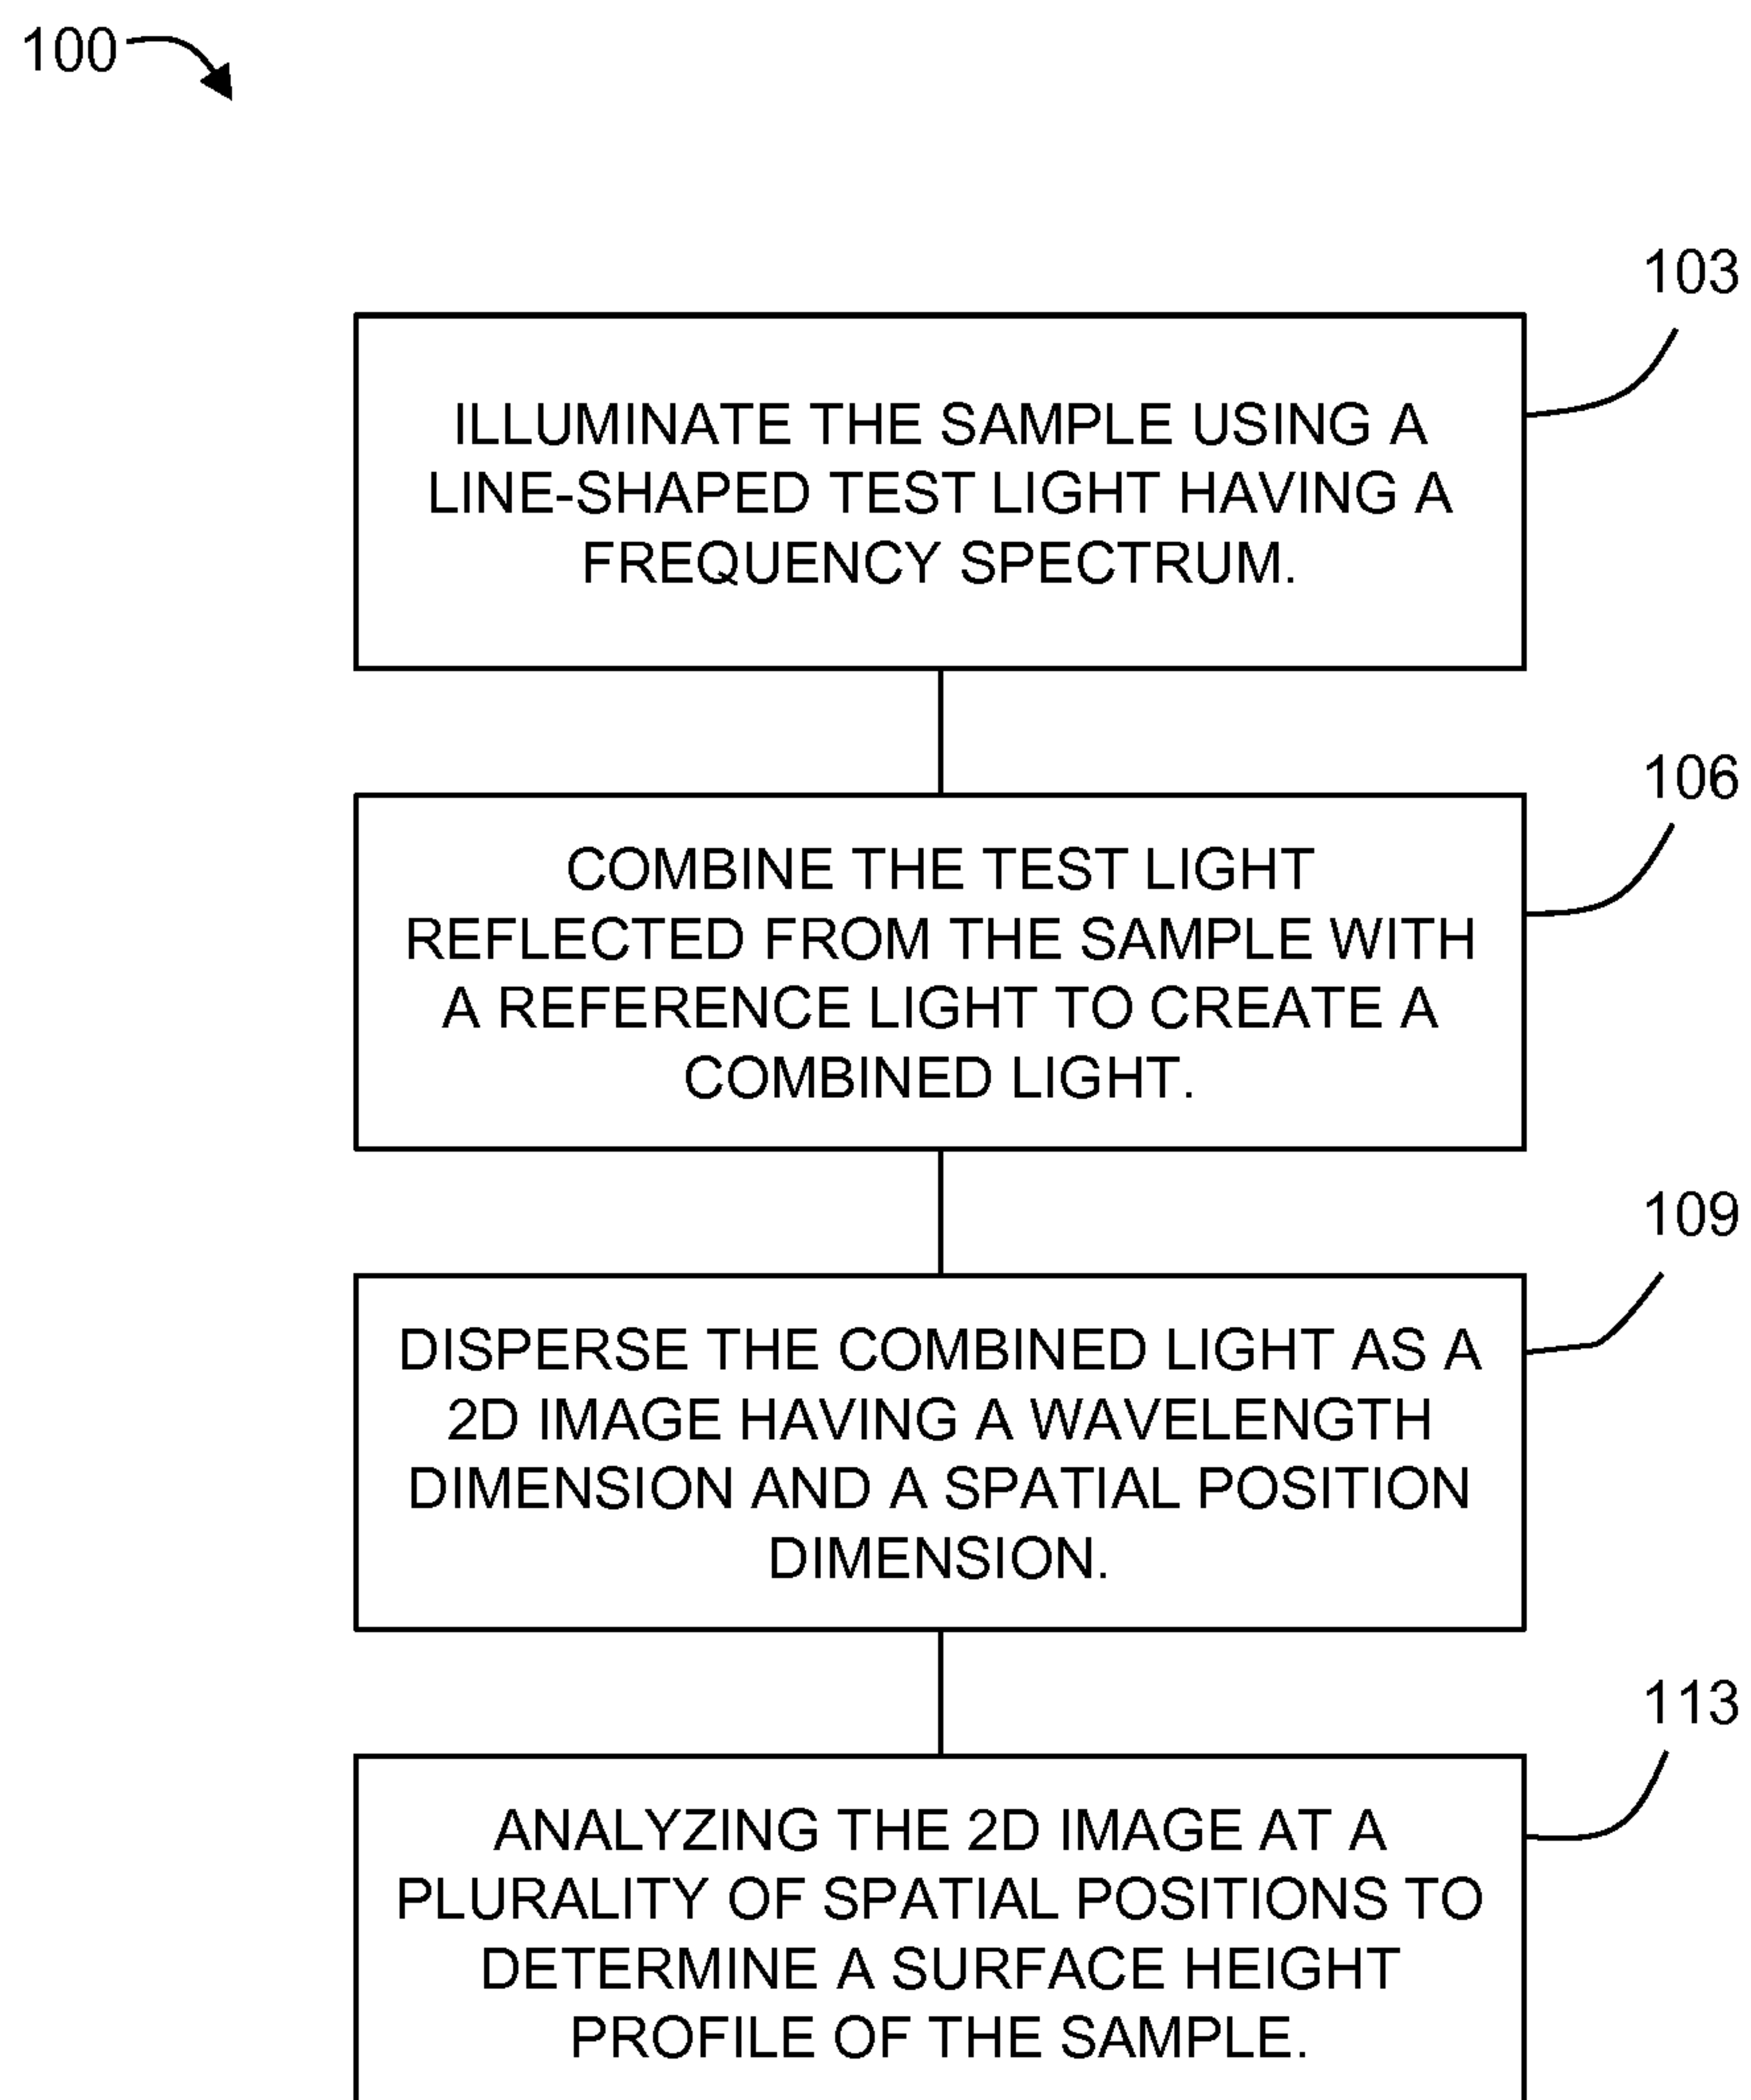 100
103
ILLUMINATE THE SAMPLE USING A
LINE-SHAPED TEST LIGHT HAVING A
FREQUENCY SPECTRUM.
106
COMBINE THE TEST LIGHT
REFLECTED FROM THE SAMPLE WITH
A REFERENCE LIGHT TO CREATE A
COMBINED LIGHT.
109
DISPERSE THE COMBINED LIGHT AS A
2D IMAGE HAVING A WAVELENGTH
DIMENSION AND A SPATIAL POSITION
DIMENSION.
113
ANALYZING THE 2D IMAGE AT A
PLURALITY OF SPATIAL POSITIONS TO
DETERMINE A SURFACE HEIGHT
PROFILE OF THE SAMPLE.